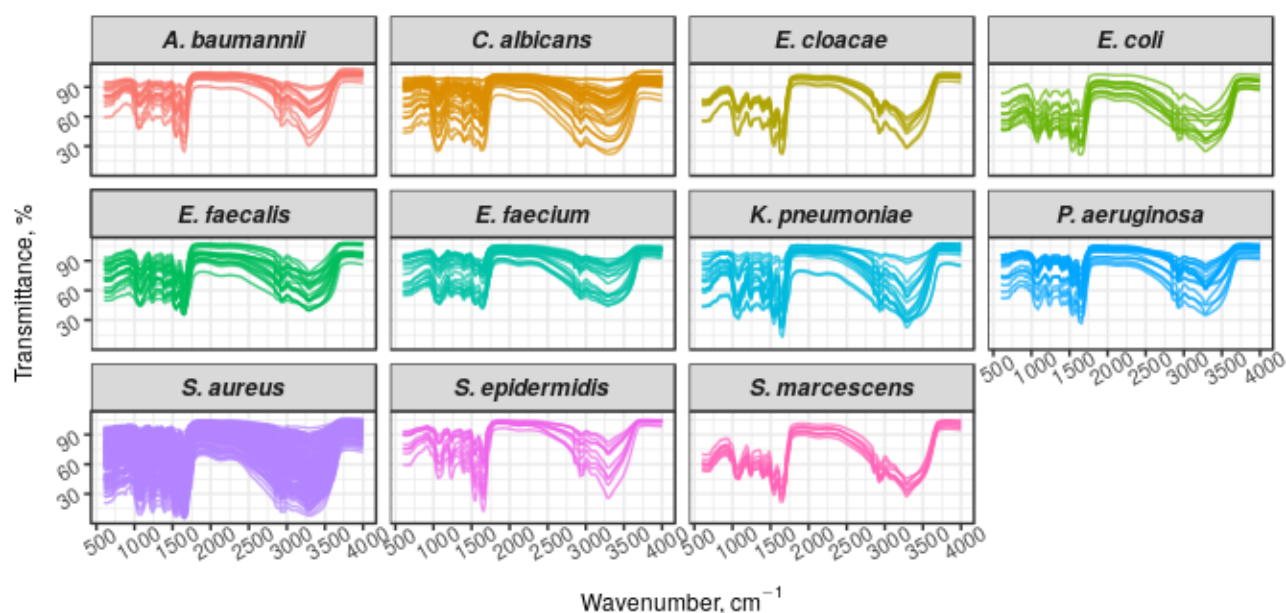 A. baumannii C. albicans E. cloacae E. coli
90
60
30
E. faecalis E. faecium K. pneumoniae P. aeruginosa
90
60
30
500 1000 1500 2000 2500 3000 3500 4000
S. aureus S. epidermidis S. marcescens
90
60
30
500 1000 1500 2000 2500 3000 3500 4000 500 1000 1500 2000 2500 3000 3500 4000 500 1000 1500 2000 2500 3000 3500 4000
Transmittance, %
Wavenumber, cm⁻¹